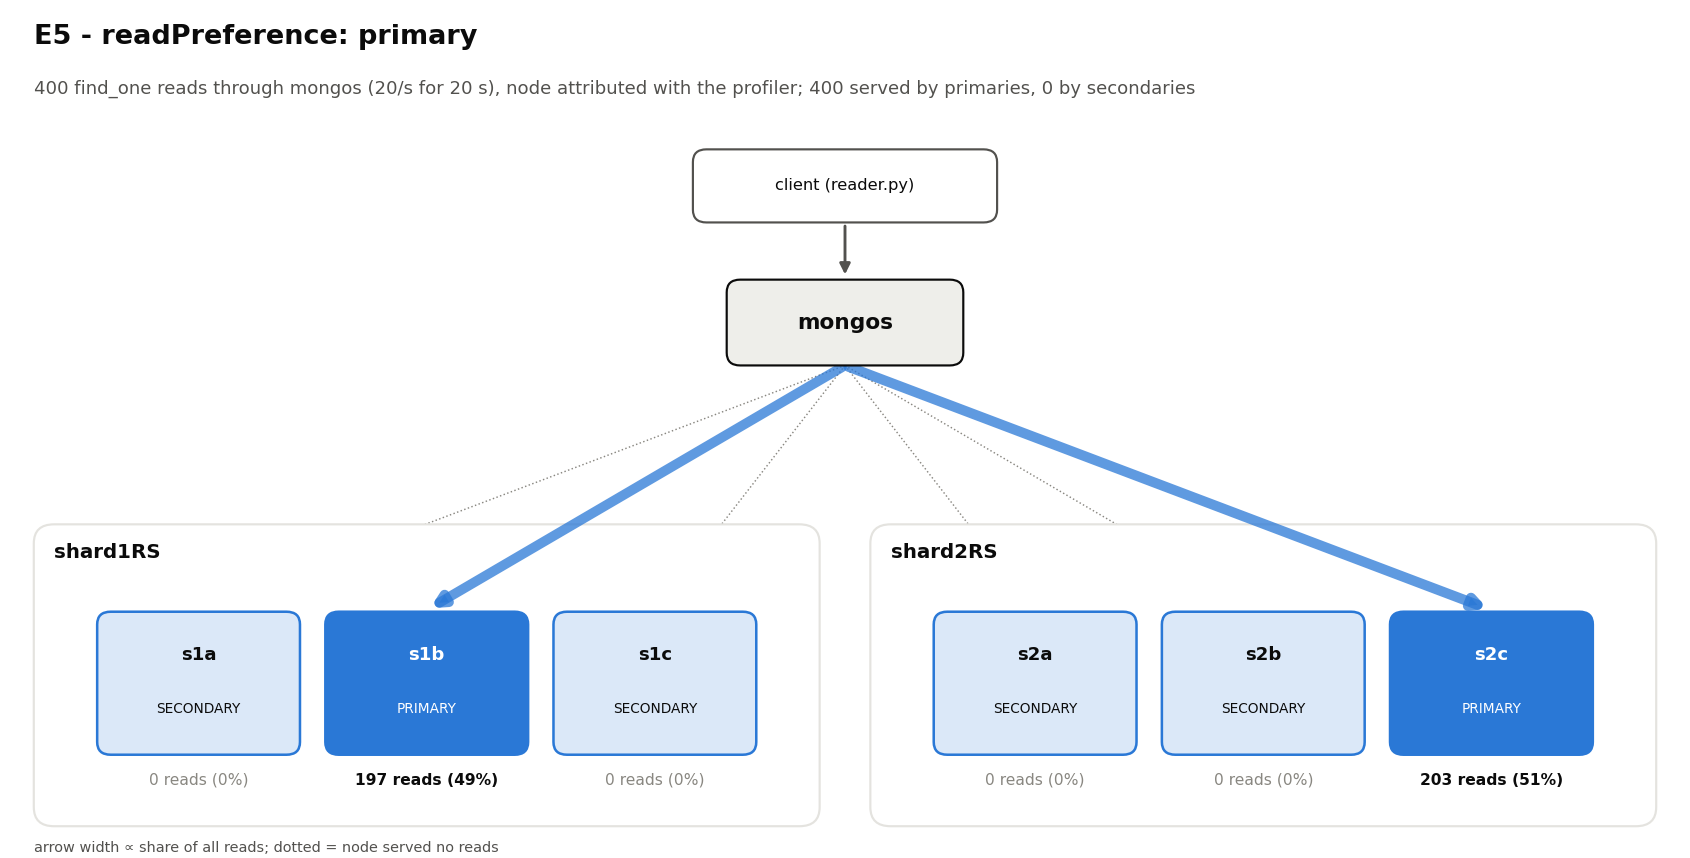 E5 - readPreference: primary
400 find_one reads through mongos (20/s for 20 s), node attributed with the profiler; 400 served by primaries, 0 by secondaries
client (reader.py)
mongos
shard1RS
s1a
SECONDARY
0 reads (0%)
s1b
PRIMARY
197 reads (49%)
s1c
SECONDARY
0 reads (0%)
shard2RS
s2a
SECONDARY
0 reads (0%)
s2b
SECONDARY
0 reads (0%)
s2c
PRIMARY
203 reads (51%)
arrow width ∝ share of all reads; dotted = node served no reads